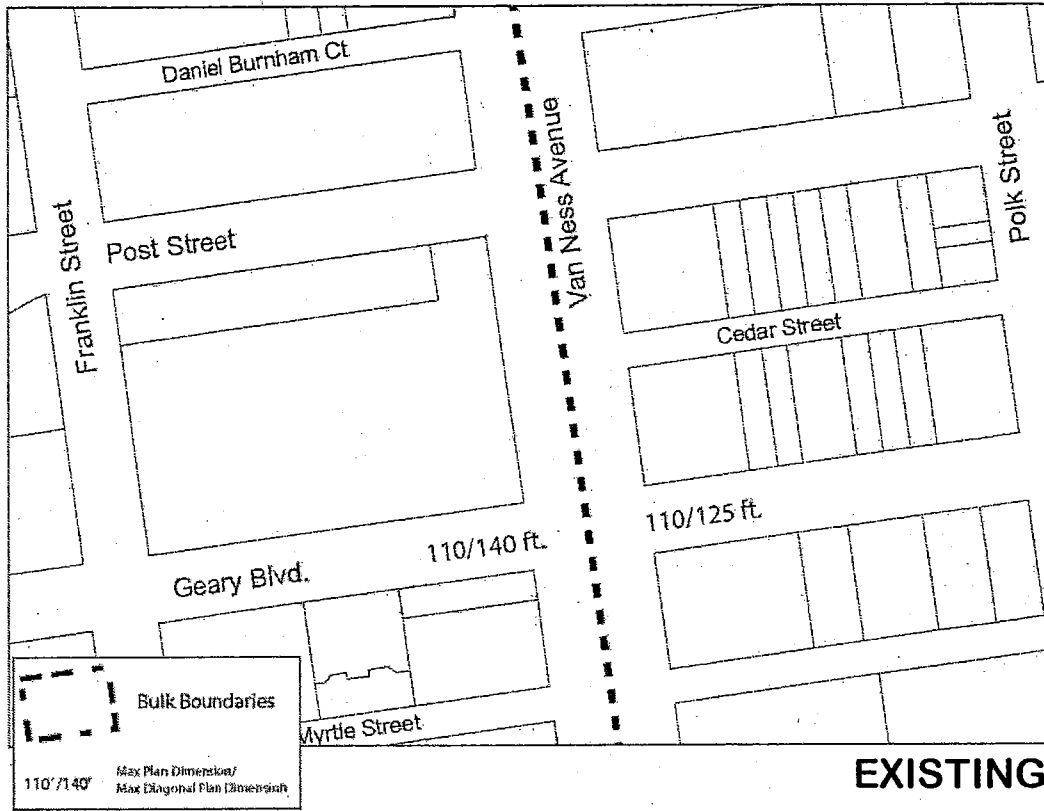 Daniel Burnham Ct
Van Ness Avenue
Polk Street
Franklin Street
Post Street
Cedar Street
110/125 ft.
110/140 ft.
Geary Blvd.
Myrtle Street
Bulk Boundaries
110'/140' Max Plan Dimension/
Max Diagonal Plan Dimension
EXISTING